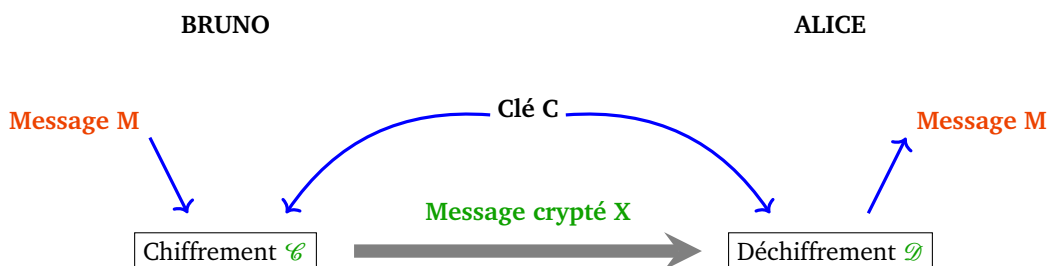 BRUNO
ALICE
Clé C
Message M
Message M
Message crypté X
Chiffrement 𝒞
Déchiffrement 𝒟